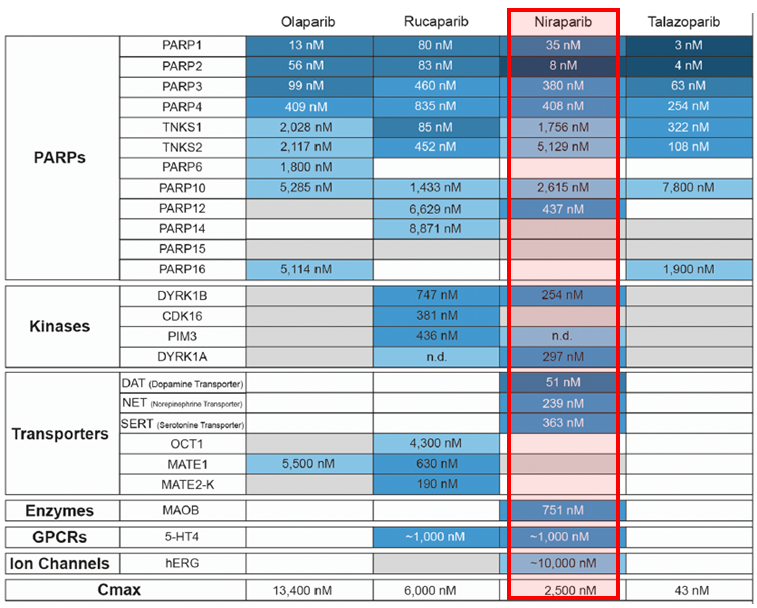 Olaparib Rucaparib Niraparib Talazoparib
PARPs
PARP1 13 nM 80 nM 35 nM 3 nM
PARP2 56 nM 83 nM 8 nM 4 nM
PARP3 99 nM 460 nM 380 nM 63 nM
PARP4 409 nM 835 nM 408 nM 254 nM
TNKS1 2,028 nM 85 nM 1,756 nM 322 nM
TNKS2 2,117 nM 452 nM 5,129 nM 108 nM
PARP6 1,800 nM
PARP10 5,285 nM 1,433 nM 2,615 nM 7,800 nM
PARP12 6,629 nM 437 nM
PARP14 8,871 nM
PARP15
PARP16 5,114 nM 1,900 nM
Kinases
DYRK1B 747 nM 254 nM
CDK16 381 nM
PIM3 436 nM n.d.
DYRK1A n.d. 297 nM
Transporters
DAT (Dopamine Transporter) 51 nM
NET (Norepinephrine Transporter) 239 nM
SERT (Serotonine Transporter) 363 nM
OCT1 4,300 nM
MATE1 5,500 nM 630 nM
MATE2-K 190 nM
Enzymes MAOB 751 nM
GPCRs 5-HT4 ~1,000 nM ~1,000 nM
Ion Channels hERG ~10,000 nM
Cmax 13,400 nM 6,000 nM 2,500 nM 43 nM